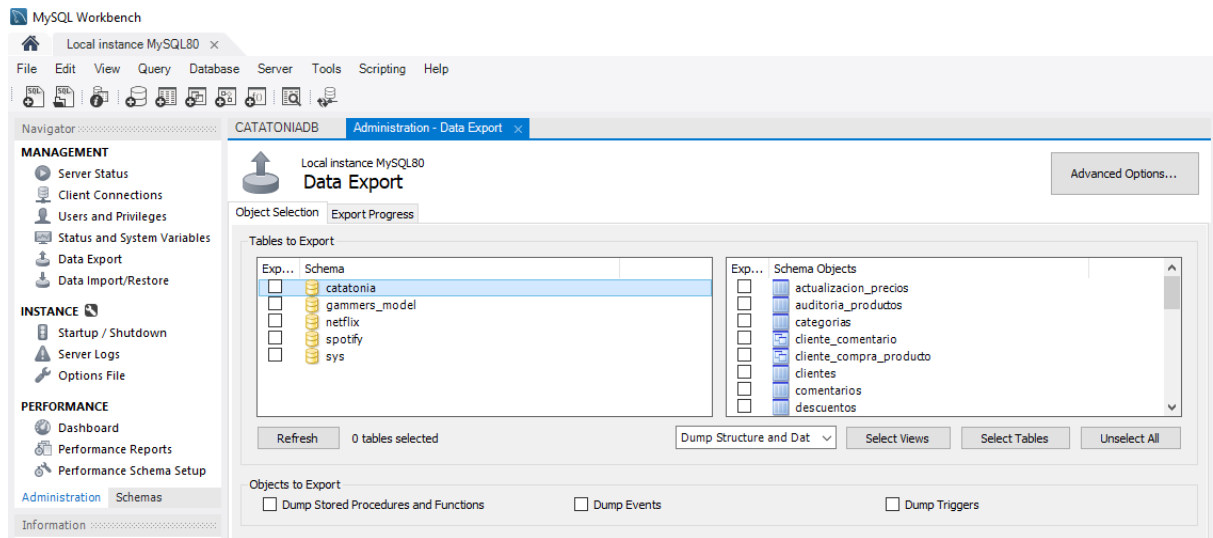 MySQL Workbench
Local instance MySQL80
File Edit View Query Database Server Tools Scripting Help
Navigator
MANAGEMENT
Server Status
Client Connections
Users and Privileges
Status and System Variables
Data Export
Data Import/Restore
INSTANCE
Startup / Shutdown
Server Logs
Options File
PERFORMANCE
Dashboard
Performance Reports
Performance Schema Setup
Administration Schemas
Information
CATATONIADB Administration - Data Export
Local instance MySQL80
Data Export
Advanced Options...
Object Selection Export Progress
Tables to Export
Exp... Schema
catatonia
gammers_model
netflix
spotify
sys
Exp... Schema Objects
actualizacion_precios
auditoria_productos
categorias
cliente_comentario
cliente_compra_producto
clientes
comentarios
descuentos
Refresh 0 tables selected Dump Structure and Dat Select Views Select Tables Unselect All
Objects to Export
Dump Stored Procedures and Functions Dump Events Dump Triggers